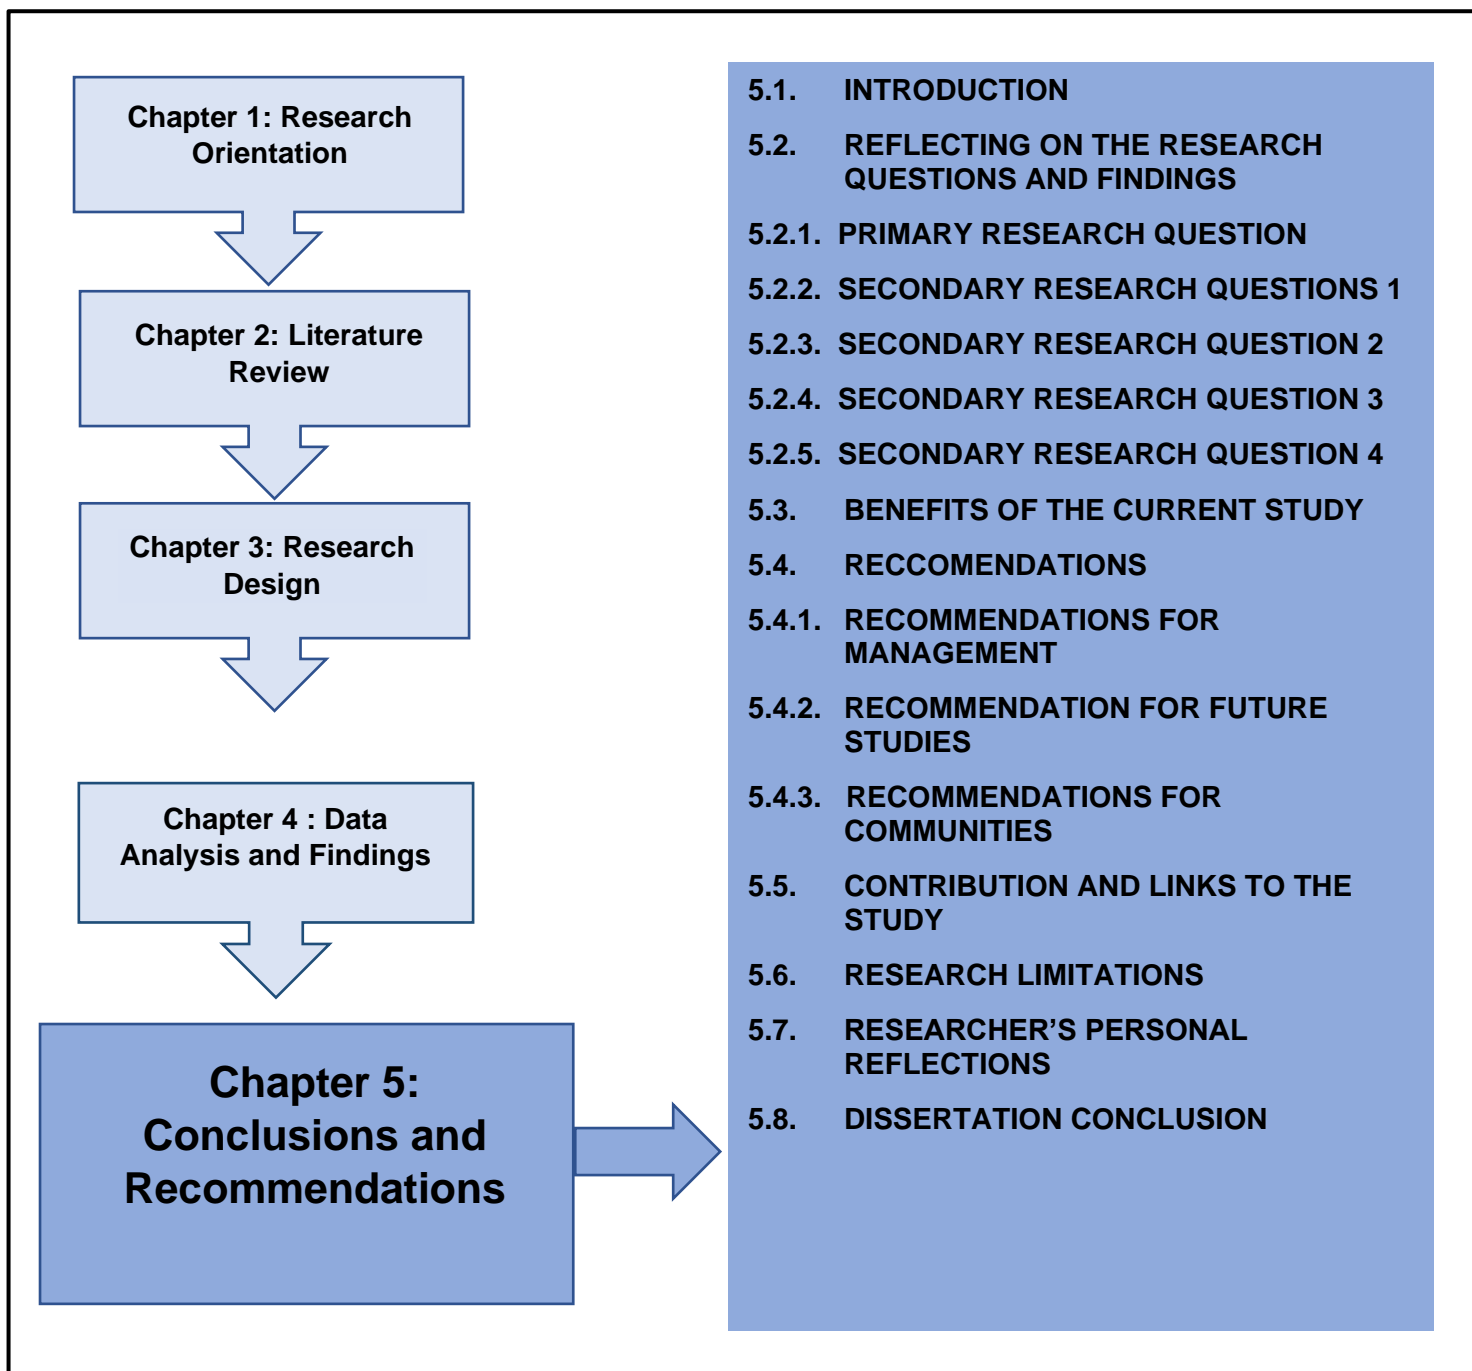 Chapter 1: Research
Orientation
Chapter 2: Literature
Review
Chapter 3: Research
Design
Chapter 4 : Data
Analysis and Findings
Chapter 5:
Conclusions and
Recommendations
5.1. INTRODUCTION
5.2. REFLECTING ON THE RESEARCH
QUESTIONS AND FINDINGS
5.2.1. PRIMARY RESEARCH QUESTION
5.2.2. SECONDARY RESEARCH QUESTIONS 1
5.2.3. SECONDARY RESEARCH QUESTION 2
5.2.4. SECONDARY RESEARCH QUESTION 3
5.2.5. SECONDARY RESEARCH QUESTION 4
5.3. BENEFITS OF THE CURRENT STUDY
5.4. RECCOMENDATIONS
5.4.1. RECOMMENDATIONS FOR
MANAGEMENT
5.4.2. RECOMMENDATION FOR FUTURE
STUDIES
5.4.3. RECOMMENDATIONS FOR
COMMUNITIES
5.5. CONTRIBUTION AND LINKS TO THE
STUDY
5.6. RESEARCH LIMITATIONS
5.7. RESEARCHER’S PERSONAL
REFLECTIONS
5.8. DISSERTATION CONCLUSION